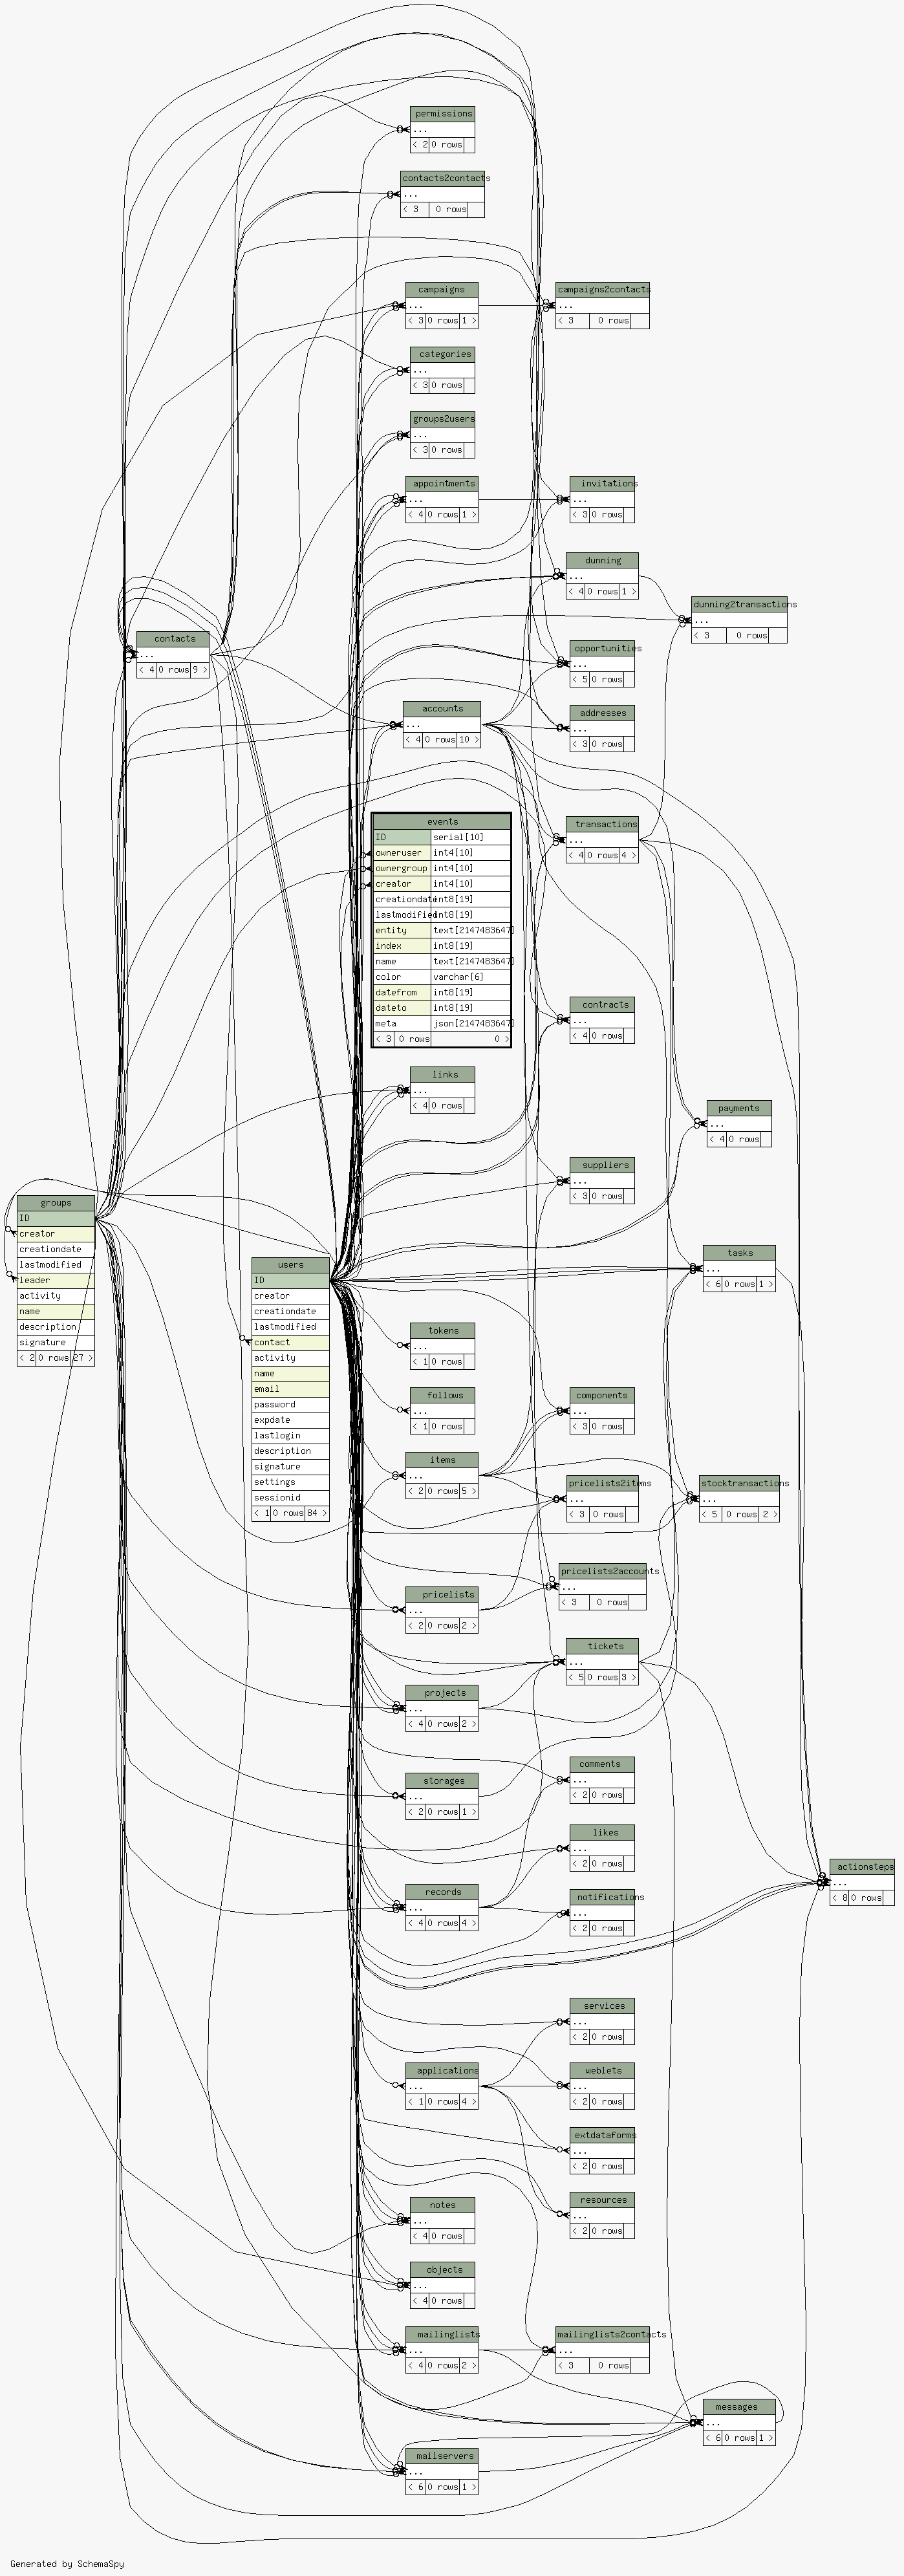 permissions
...
< 2 0 rows
contacts2contacts
...
< 3 0 rows
campaigns
...
< 3 0 rows 1 >
campaigns2contacts
...
< 3 0 rows
categories
...
< 3 0 rows
groups2users
...
< 3 0 rows
appointments
...
< 4 0 rows 1 >
invitations
...
< 3 0 rows
dunning
...
< 4 0 rows 1 >
dunning2transactions
...
< 3 0 rows
contacts
...
< 4 0 rows 9 >
opportunities
...
< 5 0 rows
accounts
...
< 4 0 rows 10 >
addresses
...
< 3 0 rows
events
ID serial[10]
owneruser int4[10]
ownergroup int4[10]
creator int4[10]
creationdate int8[19]
lastmodified int8[19]
entity text[2147483647]
index int8[19]
name text[2147483647]
color varchar[6]
datefrom int8[19]
dateto int8[19]
meta json[2147483647]
< 3 0 rows 0 >
transactions
...
< 4 0 rows 4 >
contracts
...
< 4 0 rows
links
...
< 4 0 rows
payments
...
< 4 0 rows
suppliers
...
< 3 0 rows
groups
ID
creator
creationdate
lastmodified
leader
activity
name
description
signature
< 2 0 rows 27 >
users
ID
creator
creationdate
lastmodified
contact
activity
name
email
password
expdate
lastlogin
description
signature
settings
sessionid
< 1 0 rows 84 >
tasks
...
< 6 0 rows 1 >
tokens
...
< 1 0 rows
follows
...
< 1 0 rows
components
...
< 3 0 rows
items
...
< 2 0 rows 5 >
pricelists2items
...
< 3 0 rows
stocktransactions
...
< 5 0 rows 2 >
pricelists2accounts
...
< 3 0 rows
pricelists
...
< 2 0 rows 2 >
tickets
...
< 5 0 rows 3 >
projects
...
< 4 0 rows 2 >
comments
...
< 2 0 rows
storages
...
< 2 0 rows 1 >
likes
...
< 2 0 rows
actionsteps
...
< 8 0 rows
records
...
< 4 0 rows 4 >
notifications
...
< 2 0 rows
services
...
< 2 0 rows
applications
...
< 1 0 rows 4 >
weblets
...
< 2 0 rows
extdataforms
...
< 2 0 rows
resources
...
< 2 0 rows
notes
...
< 4 0 rows
objects
...
< 4 0 rows
mailinglists
...
< 4 0 rows 2 >
mailinglists2contacts
...
< 3 0 rows
messages
...
< 6 0 rows 1 >
mailservers
...
< 6 0 rows 1 >
Generated by SchemaSpy